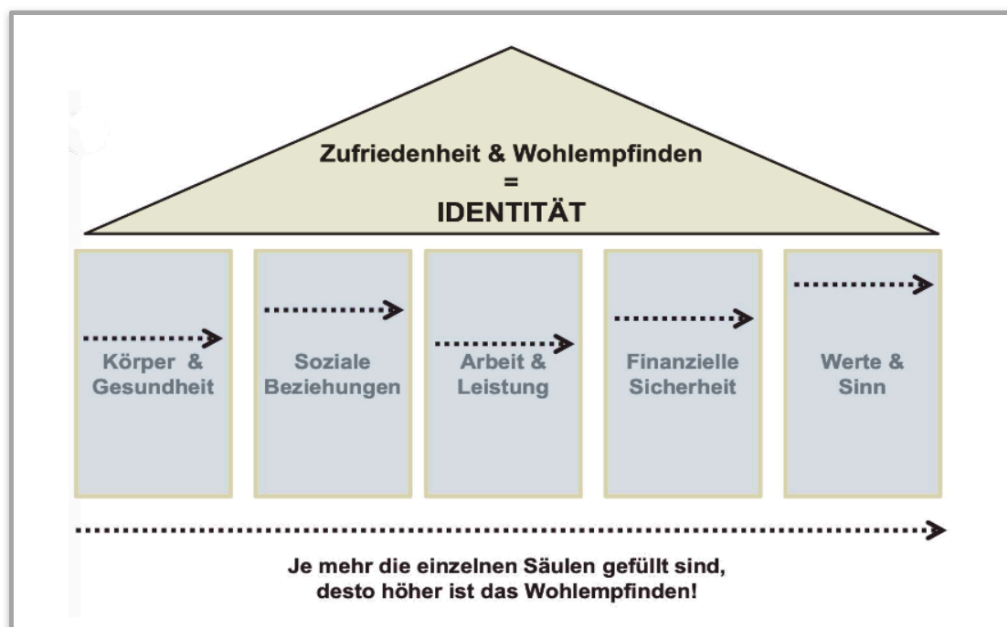 Zufriedenheit & Wohlempfinden
=
IDENTITÄT
Körper &
Gesundheit
Soziale
Beziehungen
Arbeit &
Leistung
Finanzielle
Sicherheit
Werte &
Sinn
Je mehr die einzelnen Säulen gefüllt sind,
desto höher ist das Wohlempfinden!